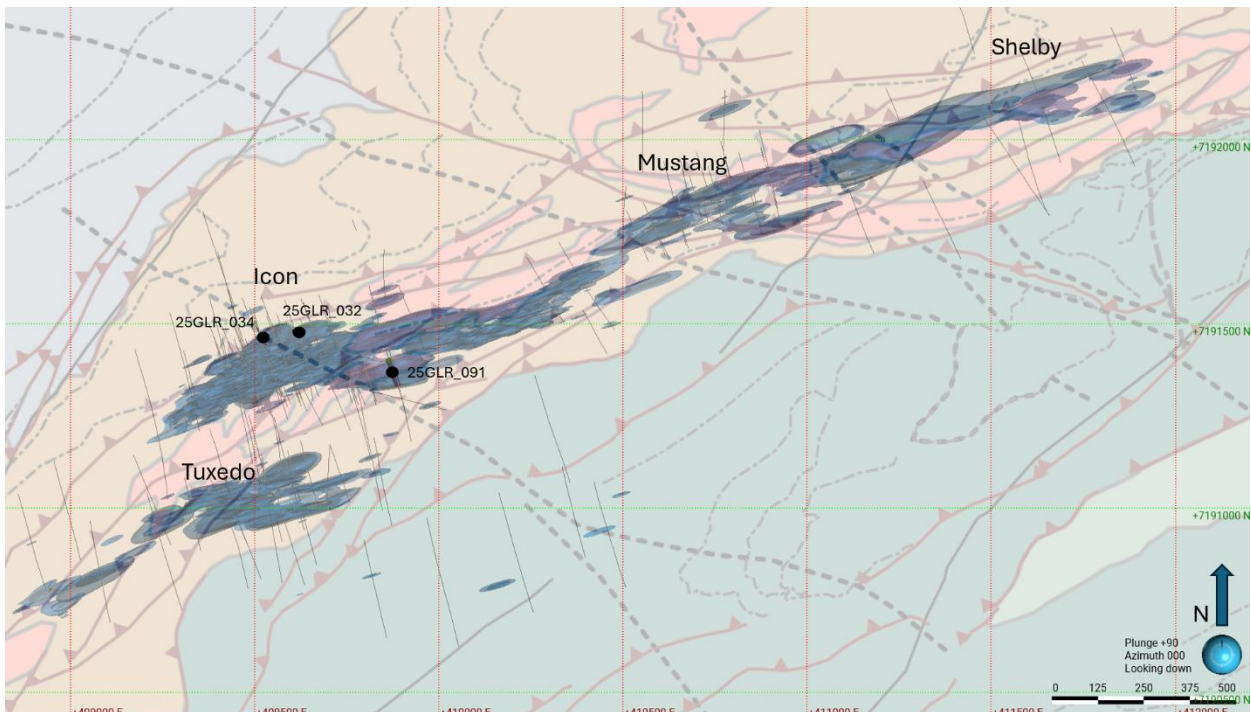 Shelby
+7192000 N
Mustang
Icon
25GLR_032
25GLR_034
+7191500 N
25GLR_091
Tuxedo
+7191000 N
N
Plunge +90
Azimuth 000
Looking down
0 125 250 375 500
+7190500 N